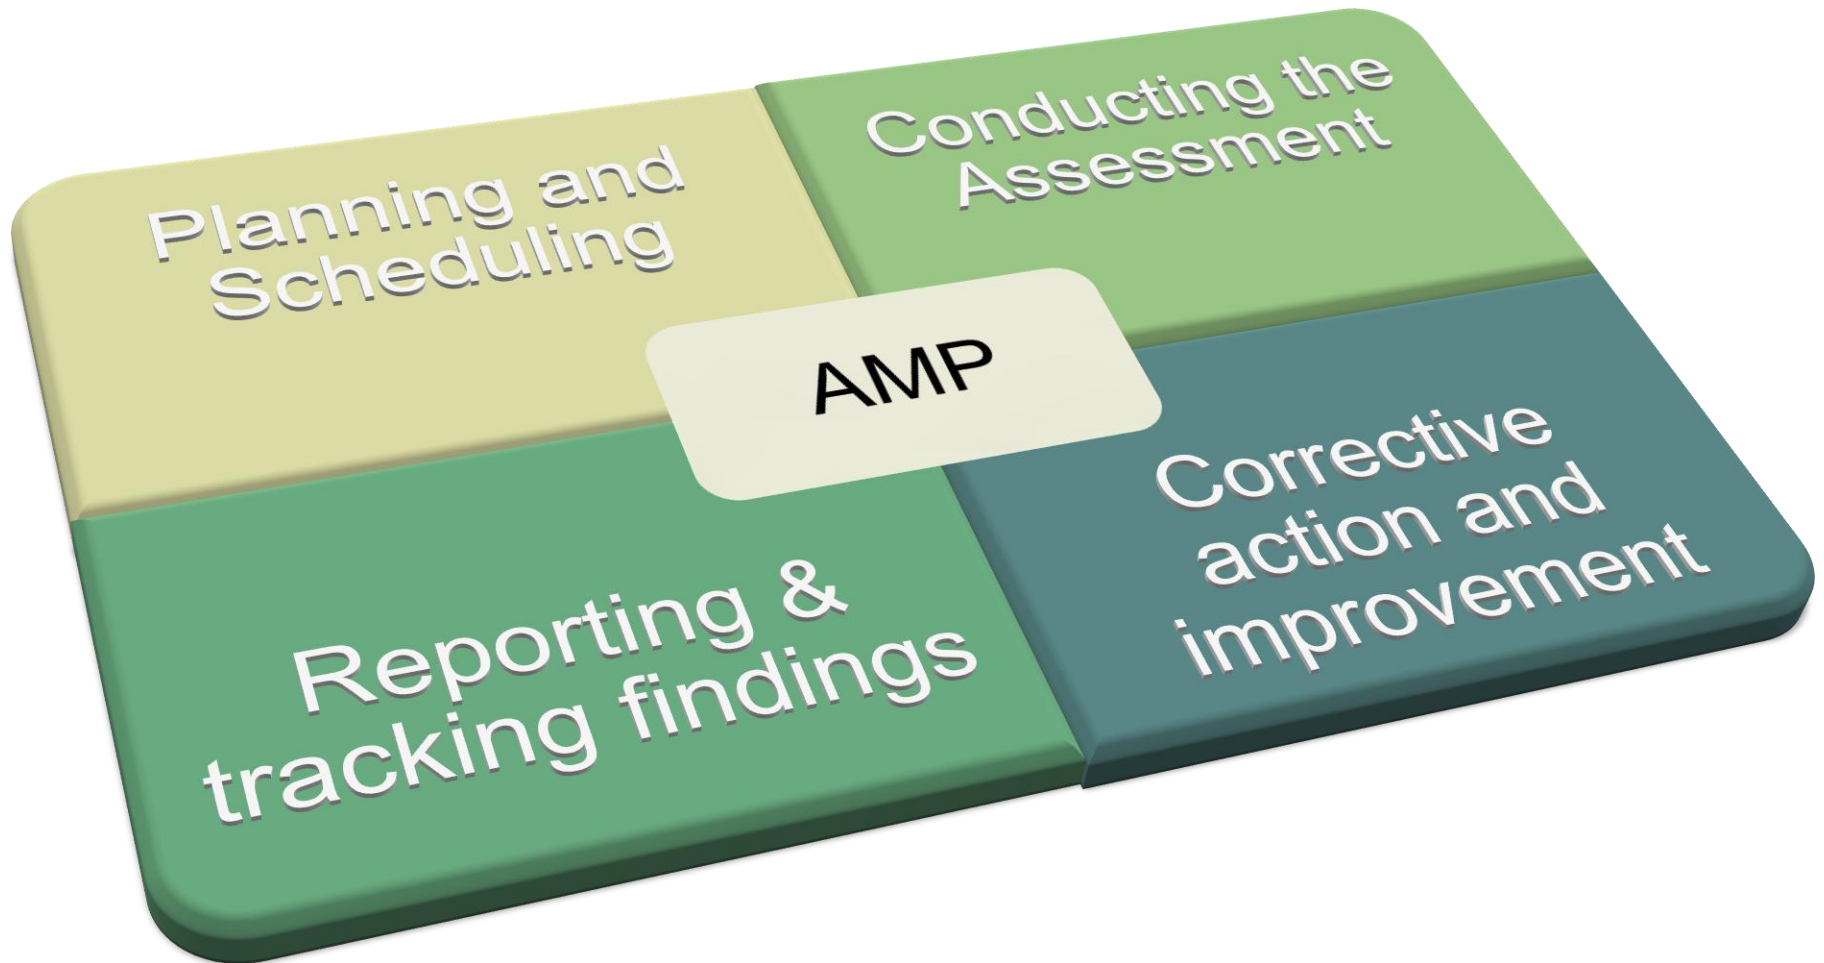 Planning and
Scheduling
Conducting the
Assessment
AMP
Reporting &
tracking findings
Corrective
action and
improvement